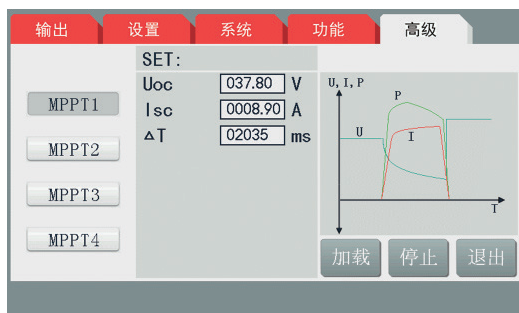 输出 设置 系统 功能 高级
SET:
Uoc 037.80 V
Isc 0008.90 A
△T 02035 ms
MPPT1
MPPT2
MPPT3
MPPT4
U,I,P
P
U
I
T
加载 停止 退出